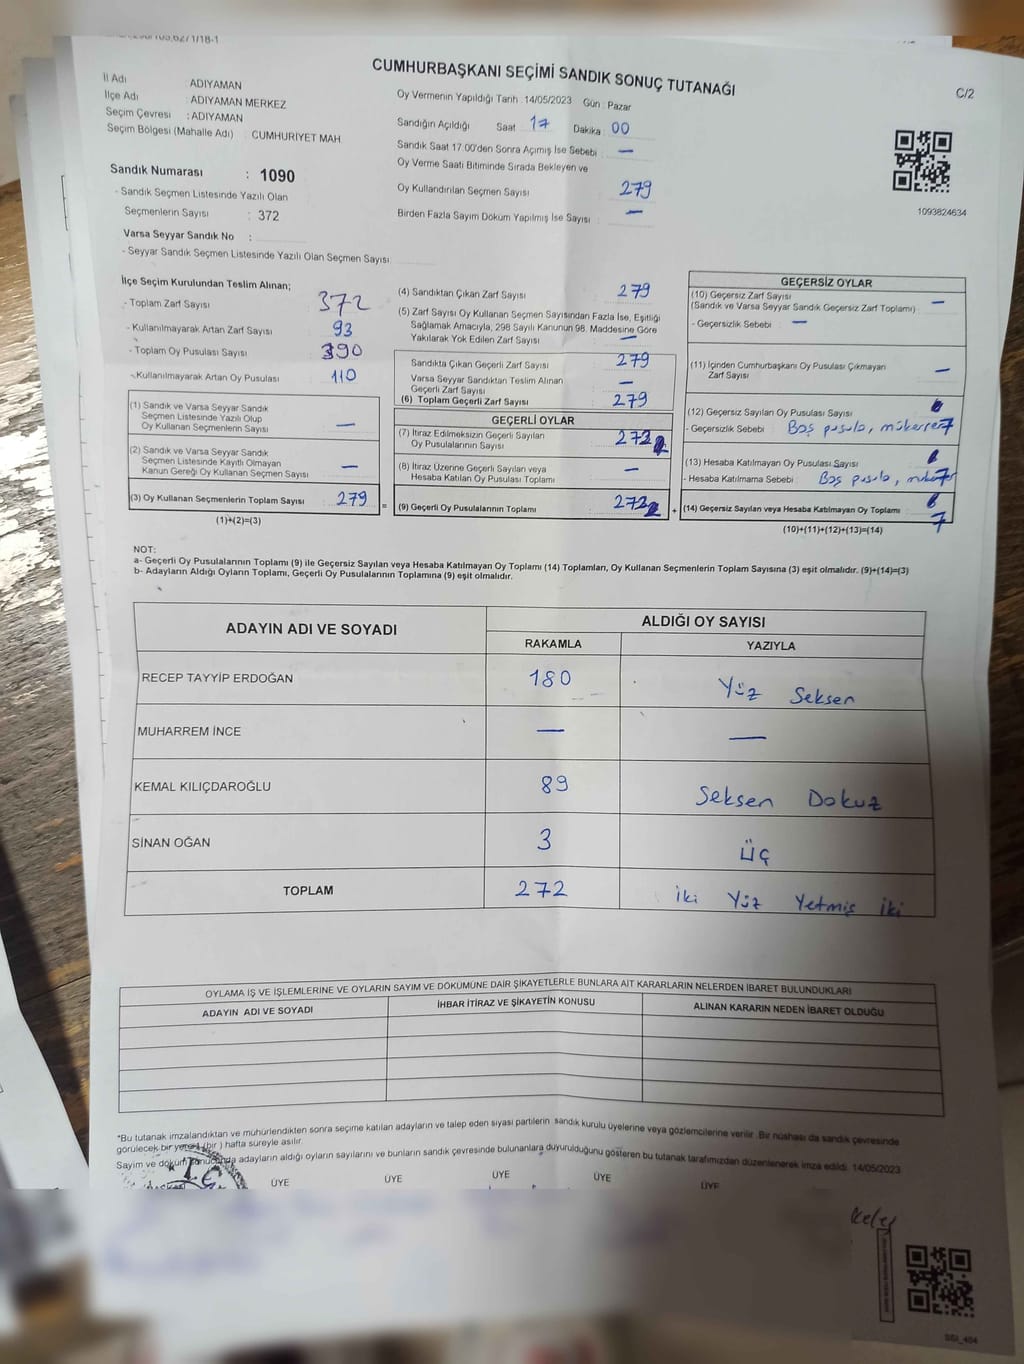 CUMHURBAŞKANI SEÇİMİ SANDIK SONUÇ TUTANAĞI
C/2
İl Adı : ADIYAMAN
İlçe Adı : ADIYAMAN MERKEZ
Seçim Çevresi : ADIYAMAN
Seçim Bölgesi (Mahalle Adı) : CUMHURİYET MAH
Sandık Numarası : 1090
- Sandık Seçmen Listesinde Yazılı Olan
Seçmenlerin Sayısı : 372
Varsa Seyyar Sandık No :
- Seyyar Sandık Seçmen Listesinde Yazılı Olan Seçmen Sayısı
Oy Vermenin Yapıldığı Tarih : 14/05/2023 Gün : Pazar
Sandığın Açıldığı Saat 17 Dakika : 00
Sandık Saat 17.00'den Sonra Açımış İse Sebebi : —
Oy Verme Saati Bitiminde Sırada Bekleyen ve
Oy Kullandırılan Seçmen Sayısı 279
Birden Fazla Sayım Döküm Yapılmış İse Sayısı : —
1093824634
İlçe Seçim Kurulundan Teslim Alınan;
- Toplam Zarf Sayısı 372
- Kullanılmayarak Artan Zarf Sayısı 93
- Toplam Oy Pusulası Sayısı 390
- Kullanılmayarak Artan Oy Pusulası 110
(1) Sandık ve Varsa Seyyar Sandık
Seçmen Listesinde Yazılı Olup
Oy Kullanan Seçmenlerin Sayısı —
(2) Sandık ve Varsa Seyyar Sandık
Seçmen Listesinde Kayıtlı Olmayan
Kanun Gereği Oy Kullanan Seçmen Sayısı —
(3) Oy Kullanan Seçmenlerin Toplam Sayısı 279
(1)+(2)=(3)
(4) Sandıktan Çıkan Zarf Sayısı 279
(5) Zarf Sayısı Oy Kullanan Seçmen Sayısından Fazla İse, Eşitliği
Sağlamak Amacıyla, 298 Sayılı Kanunun 98. Maddesine Göre
Yakılarak Yok Edilen Zarf Sayısı —
Sandıkta Çıkan Geçerli Zarf Sayısı 279
Varsa Seyyar Sandıktan Teslim Alınan
Geçerli Zarf Sayısı —
(6) Toplam Geçerli Zarf Sayısı 279
GEÇERLİ OYLAR
(7) İtiraz Edilmeksizin Geçerli Sayılan
Oy Pusulalarının Sayısı 272
(8) İtiraz Üzerine Geçerli Sayılan veya
Hesaba Katılan Oy Pusulası Toplamı —
= (9) Geçerli Oy Pusulalarının Toplamı 272
GEÇERSİZ OYLAR
(10) Geçersiz Zarf Sayısı
(Sandık ve Varsa Seyyar Sandık Geçersiz Zarf Toplamı) —
- Geçersizlik Sebebi : —
(11) İçinden Cumhurbaşkanı Oy Pusulası Çıkmayan
Zarf Sayısı —
(12) Geçersiz Sayılan Oy Pusulası Sayısı
- Geçersizlik Sebebi Boş pusula, mükerrer 7
(13) Hesaba Katılmayan Oy Pusulası Sayısı
- Hesaba Katılmama Sebebi Boş pusula,
+ (14) Geçersiz Sayılan veya Hesaba Katılmayan Oy Toplamı
7
(10)+(11)+(12)+(13)=(14)
NOT:
a- Geçerli Oy Pusulalarının Toplamı (9) ile Geçersiz Sayılan veya Hesaba Katılmayan Oy Toplamı (14) Toplamları, Oy Kullanan Seçmenlerin Toplam Sayısına (3) eşit olmalıdır. (9)+(14)=(3)
b- Adayların Aldığı Oyların Toplamı, Geçerli Oy Pusulalarının Toplamına (9) eşit olmalıdır.
ADAYIN ADI VE SOYADI
ALDIĞI OY SAYISI
RAKAMLA YAZIYLA
RECEP TAYYİP ERDOĞAN 180 Yüz Seksen
MUHARREM İNCE — —
KEMAL KILIÇDAROĞLU 89 Seksen Dokuz
SİNAN OĞAN 3 üç
TOPLAM 272 iki Yüz Yetmiş iki
OYLAMA İŞ VE İŞLEMLERİNE VE OYLARIN SAYIM VE DÖKÜMÜNE DAİR ŞİKAYETLERLE BUNLARA AİT KARARLARIN NELERDEN İBARET BULUNDUKLARI
ADAYIN ADI VE SOYADI İHBAR İTİRAZ VE ŞİKAYETİN KONUSU ALINAN KARARIN NEDEN İBARET OLDUĞU
*Bu tutanak imzalandıktan ve mühürlendikten sonra seçime katılan adayların ve talep eden siyasi partilerin sandık kurulu üyelerine veya gözlemcilerine verilir. Bir nüshası da sandık çevresinde
görülecek bir yere 1 (bir) hafta süreyle asılır.
Sayım ve döküm sonucunda adayların aldığı oyların sayılarını ve bunların sandık çevresinde bulunanlara duyurulduğunu gösteren bu tutanak tarafımızdan düzenlenerek imza edildi. 14/05/2023
ÜYE ÜYE ÜYE ÜYE ÜYE